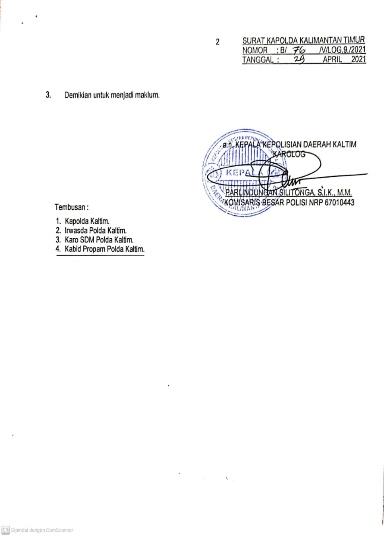 2
SURAT KAPOLDA KALIMANTAN TIMUR
NOMOR : B/ 76 /V/LOG.9./2021
TANGGAL : 29 APRIL 2021
3. Demikian untuk menjadi maklum.
a.n. KEPALA KEPOLISIAN DAERAH KALTIM
KAROLOG
KEPALA
PARLINDUNGAN SILITONGA, S.I.K., M.M.
KOMISARIS BESAR POLISI NRP 67010443
Tembusan :
1. Kapolda Kaltim.
2. Irwasda Polda Kaltim.
3. Karo SDM Polda Kaltim.
4. Kabid Propam Polda Kaltim.
Dipindai dengan CamScanner